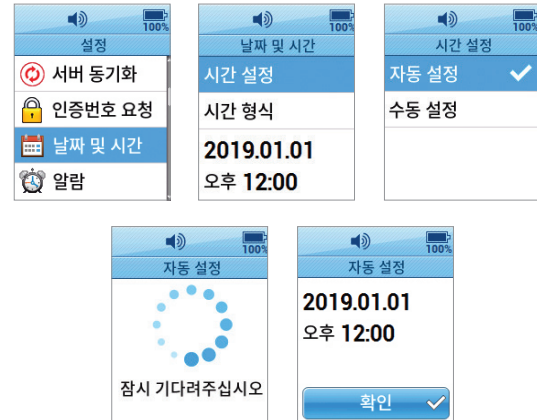 100%
설정
서버 동기화
인증번호 요청
날짜 및 시간
알람
100%
날짜 및 시간
시간 설정
시간 형식
2019.01.01
오후 12:00
100%
시간 설정
자동 설정
수동 설정
100%
자동 설정
잠시 기다려주십시오
100%
자동 설정
2019.01.01
오후 12:00
확인